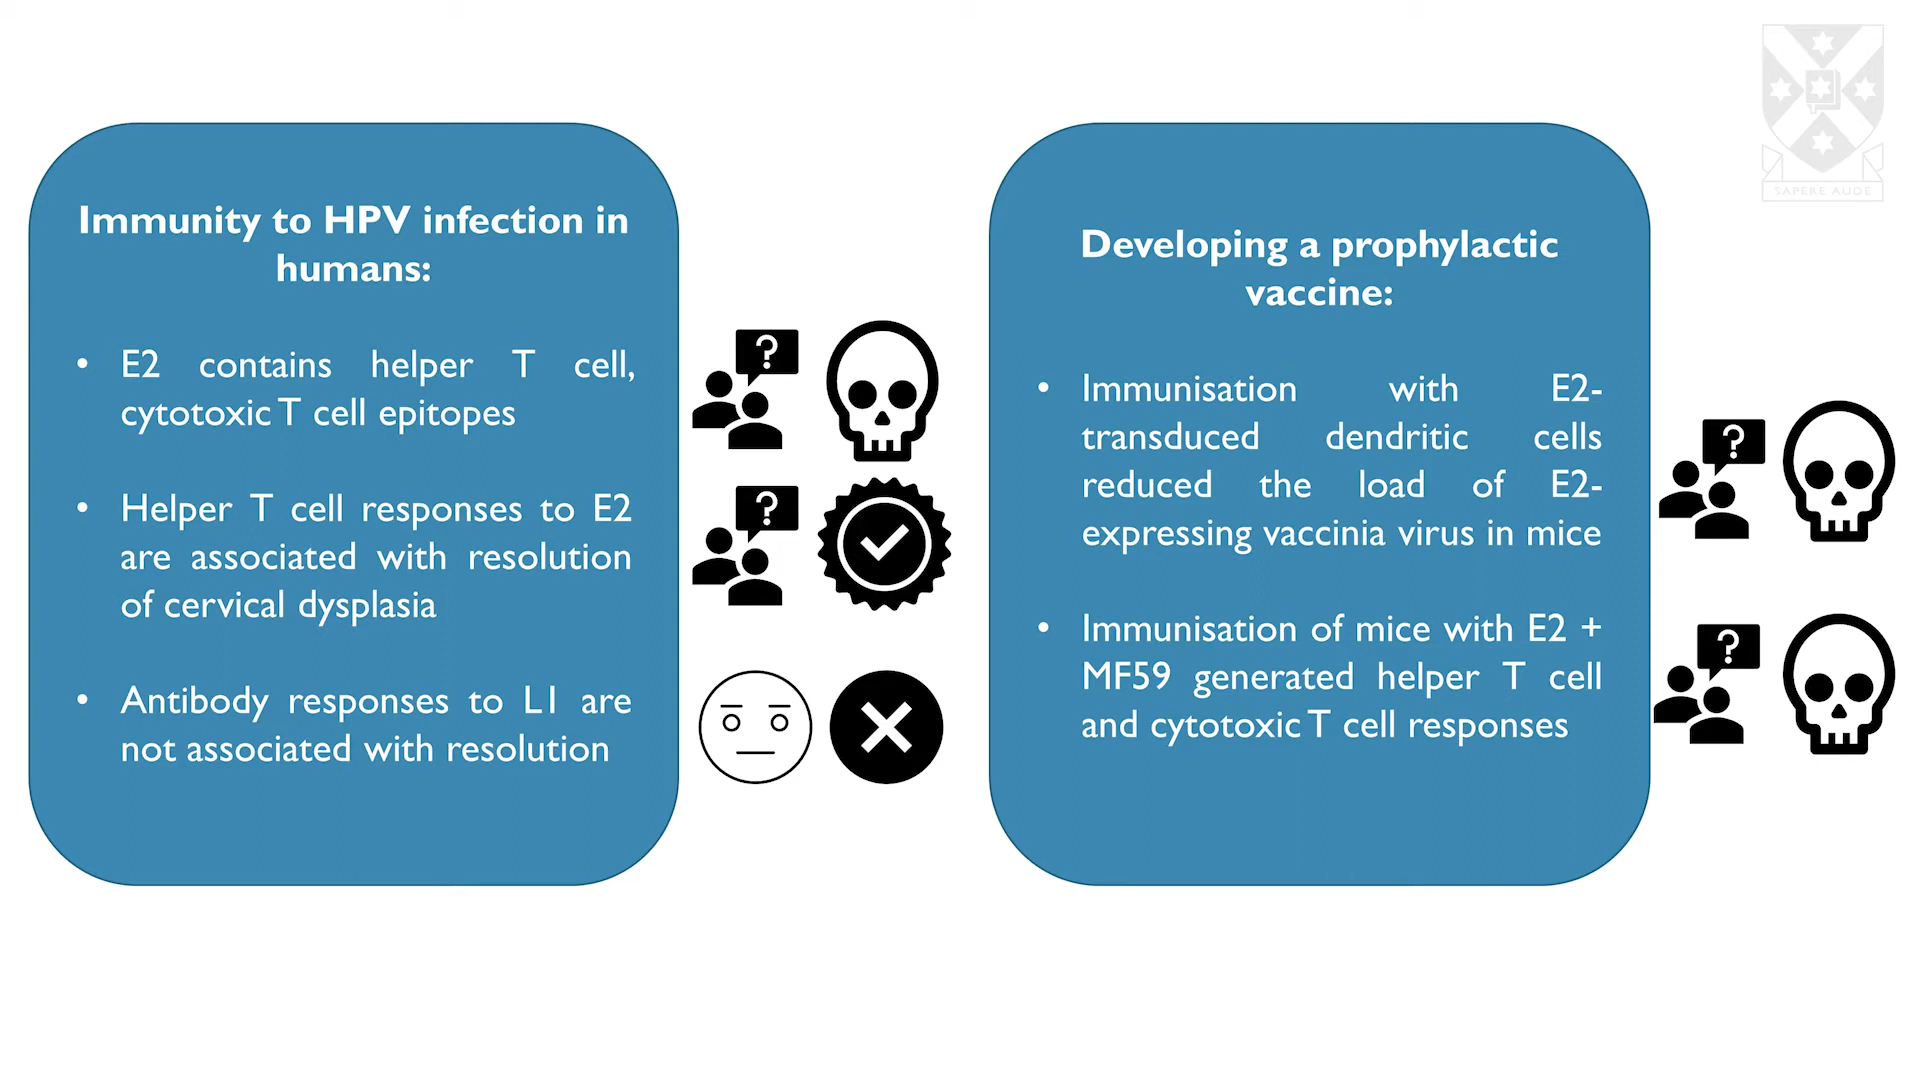 Immunity to HPV infection in
humans:
• E2 contains helper T cell,
cytotoxic T cell epitopes
• Helper T cell responses to E2
are associated with resolution
of cervical dysplasia
• Antibody responses to L1 are
not associated with resolution
?
?
Developing a prophylactic
vaccine:
• Immunisation with E2-
transduced dendritic cells
reduced the load of E2-
expressing vaccinia virus in mice
• Immunisation of mice with E2 +
MF59 generated helper T cell
and cytotoxic T cell responses
?
?
SAPERE AUDE